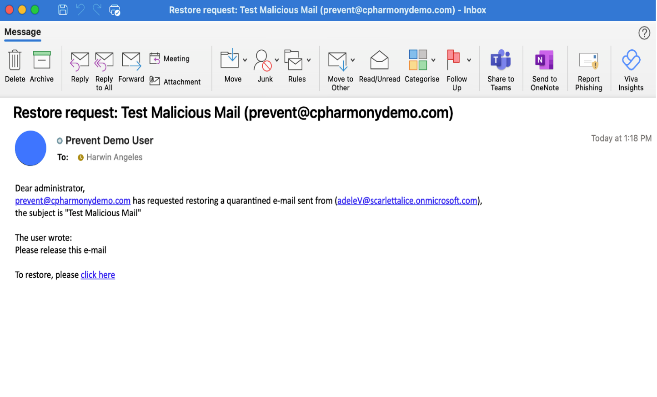 Restore request: Test Malicious Mail (prevent@cpharmonydemo.com) - Inbox
Message
Delete Archive Reply Reply to All Forward Meeting Attachment Move Junk Rules Move to Other Read/Unread Categorise Follow Up Share to Teams Send to OneNote Report Phishing Viva Insights
Restore request: Test Malicious Mail (prevent@cpharmonydemo.com)
Prevent Demo User
Today at 1:18 PM
To: Harwin Angeles
Dear administrator,
prevent@cpharmonydemo.com has requested restoring a quarantined e-mail sent from (adeleV@scarlettalice.onmicrosoft.com),
the subject is "Test Malicious Mail"
The user wrote:
Please release this e-mail
To restore, please click here